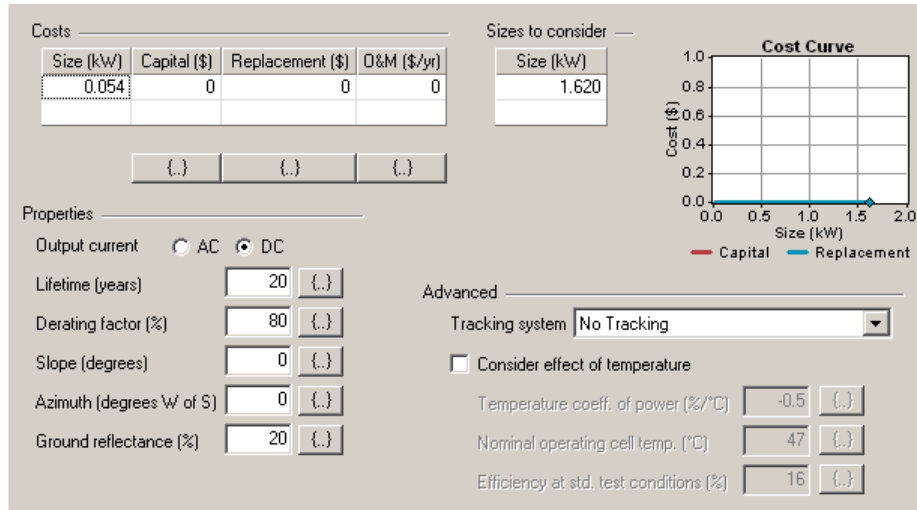 Costs
Size (kW) Capital ($) Replacement ($) O&M ($/yr)
0.054 0 0 0
{..} {..} {..}
Sizes to consider
Size (kW)
1.620
Cost Curve
Cost ($)
1.0
0.8
0.6
0.4
0.2
0.0
0.0 0.5 1.0 1.5 2.0
Size (kW)
Capital Replacement
Properties
Output current AC DC
Lifetime (years) 20 {..}
Derating factor (%) 80 {..}
Slope (degrees) 0 {..}
Azimuth (degrees W of S) 0 {..}
Ground reflectance (%) 20 {..}
Advanced
Tracking system No Tracking
Consider effect of temperature
Temperature coeff. of power (%/°C) -0.5 {..}
Nominal operating cell temp. (°C) 47 {..}
Efficiency at std. test conditions (%) 16 {..}